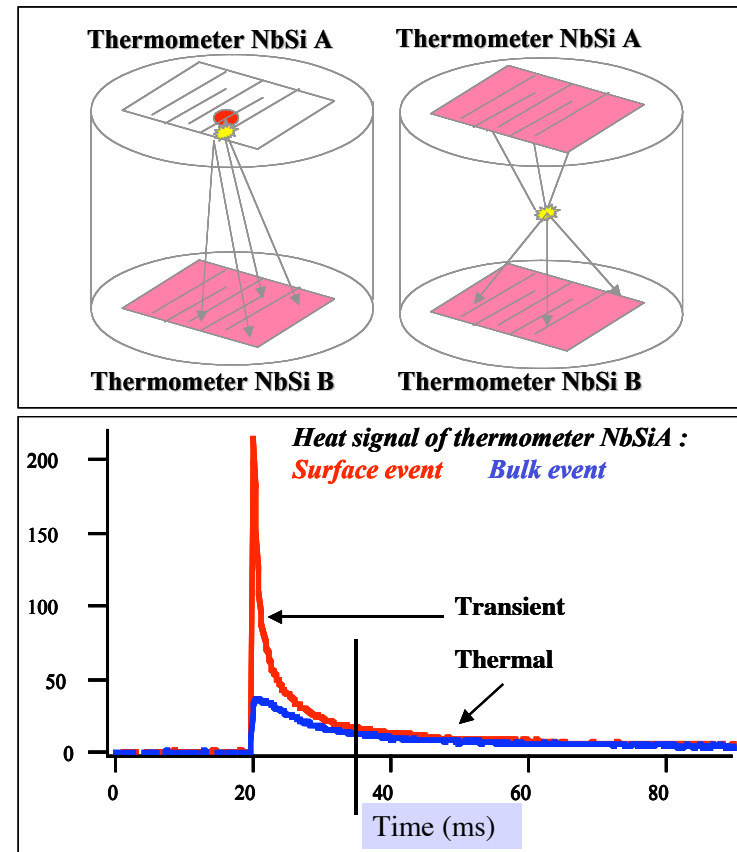 Thermometer NbSi A
Thermometer NbSi A
Thermometer NbSi B
Thermometer NbSi B
Heat signal of thermometer NbSiA :
Surface event Bulk event
200
150
100
50
0
Transient
Thermal
0 20 40 60 80
Time (ms)